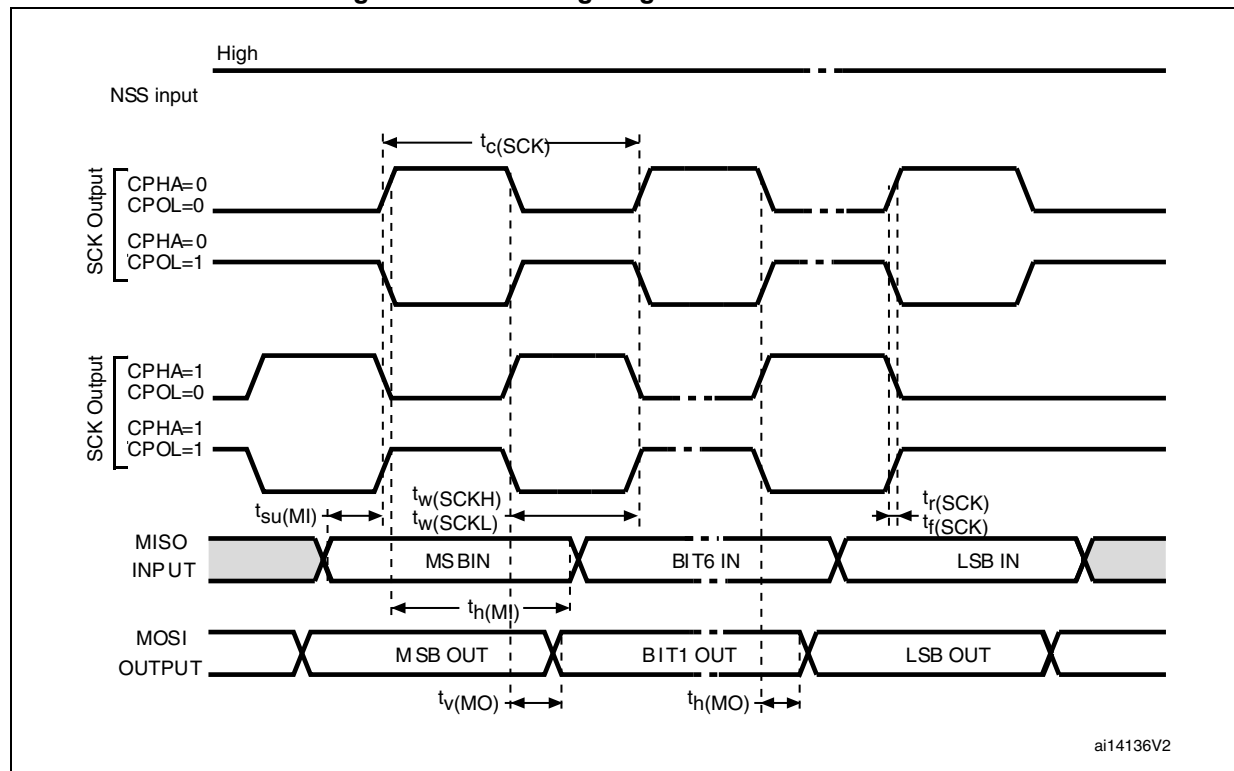 High
NSS input
tc(SCK)
SCK Output
CPHA=0
CPOL=0
CPHA=0
CPOL=1
SCK Output
CPHA=1
CPOL=0
CPHA=1
CPOL=1
tsu(MI)
tw(SCKH)
tw(SCKL)
tr(SCK)
tf(SCK)
MISO
INPUT
MSBIN
BIT6 IN
LSB IN
th(MI)
MOSI
OUTPUT
MSB OUT
BIT1 OUT
LSB OUT
tv(MO)
th(MO)
ai14136V2